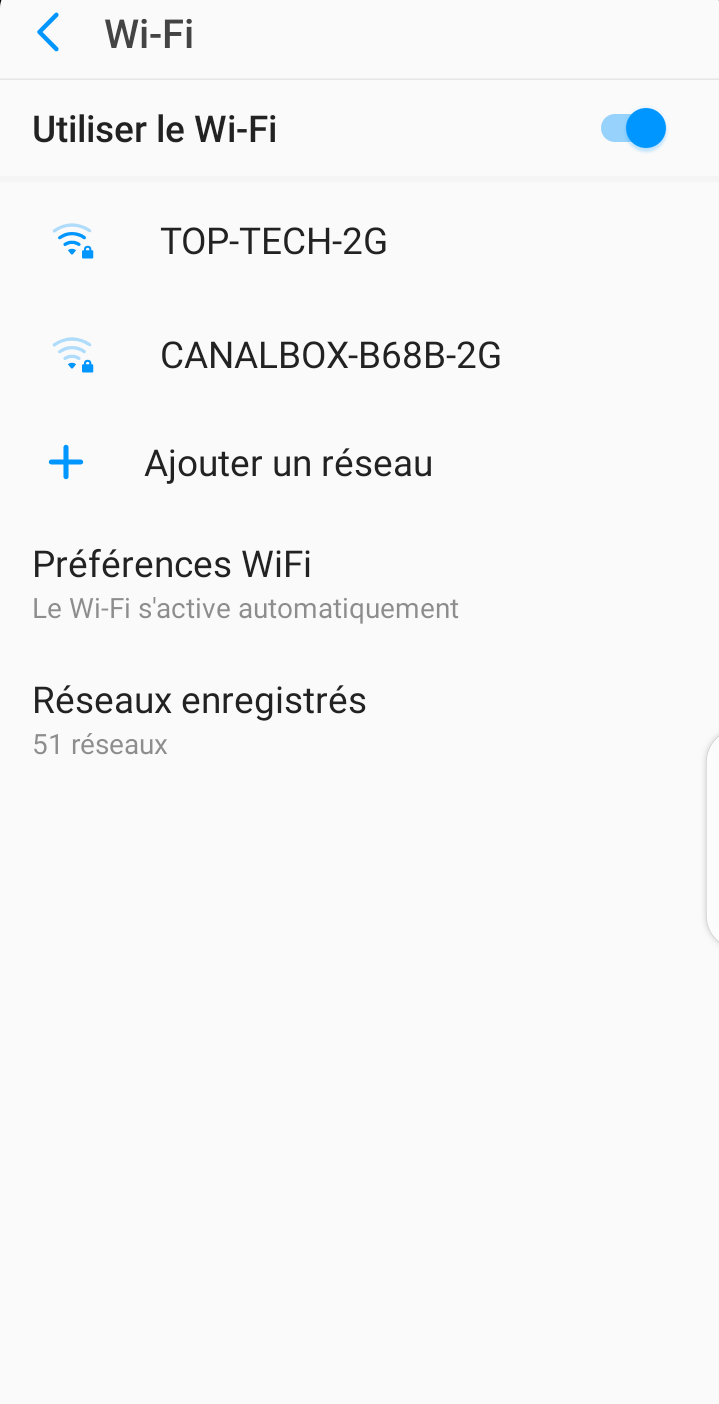 Wi-Fi
Utiliser le Wi-Fi
TOP-TECH-2G
CANALBOX-B68B-2G
Ajouter un réseau
Préférences WiFi
Le Wi-Fi s'active automatiquement
Réseaux enregistrés
51 réseaux